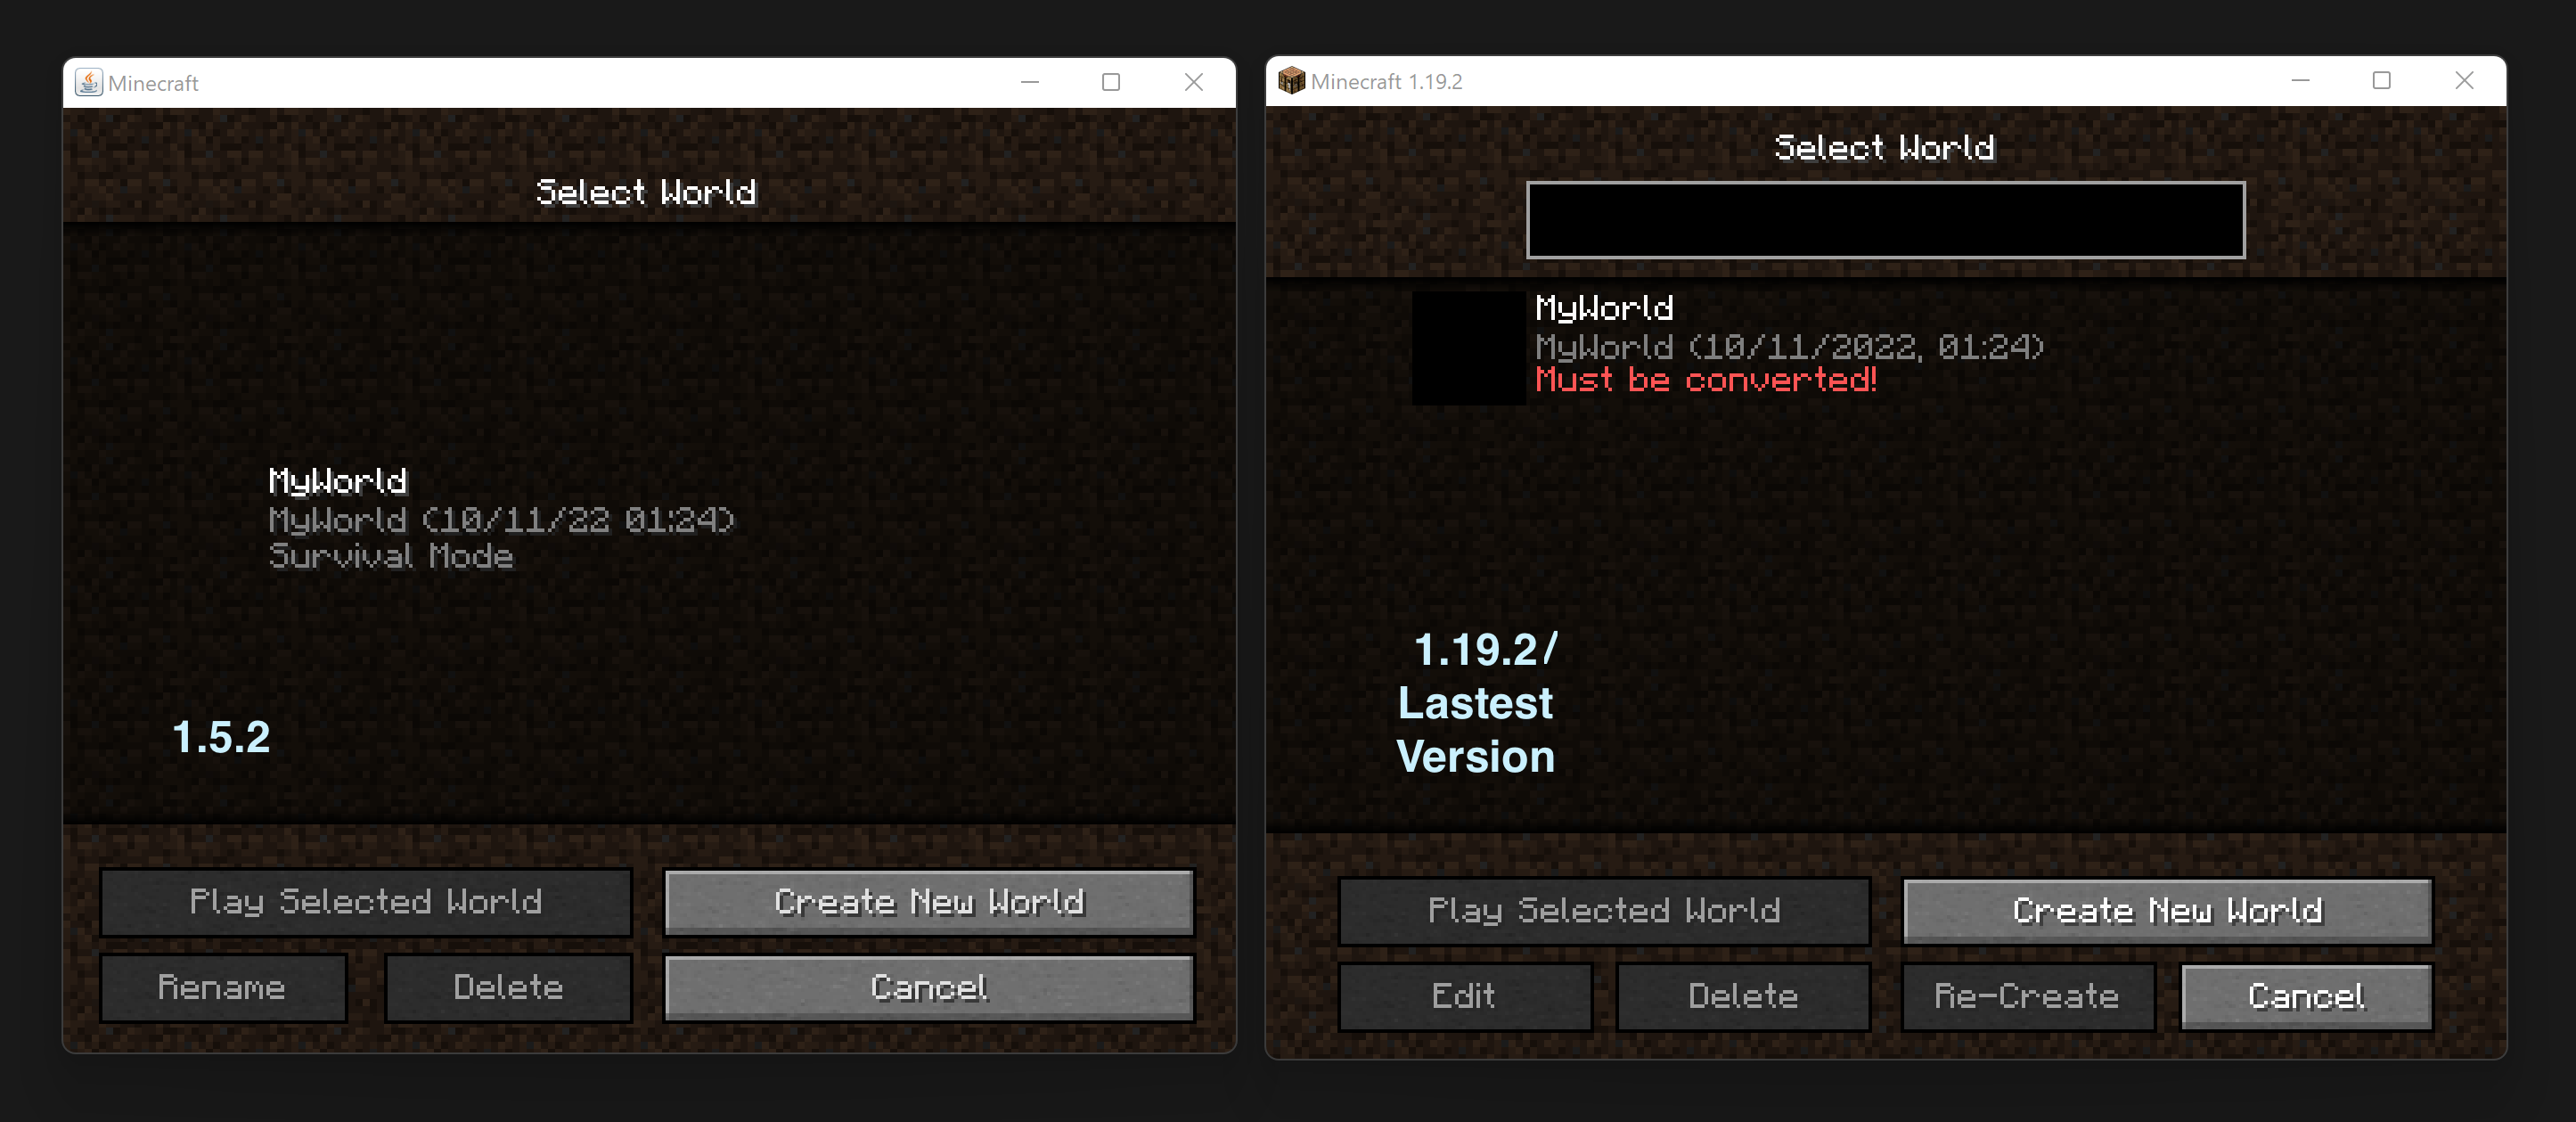 Minecraft
Select World
MyWorld
MyWorld (10/11/22 01:24)
Survival Mode
1.5.2
Play Selected World
Create New World
Rename
Delete
Cancel
Minecraft 1.19.2
Select World
MyWorld
MyWorld (10/11/2022, 01:24)
Must be converted!
1.19.2/
Lastest
Version
Play Selected World
Create New World
Edit
Delete
Re-Create
Cancel